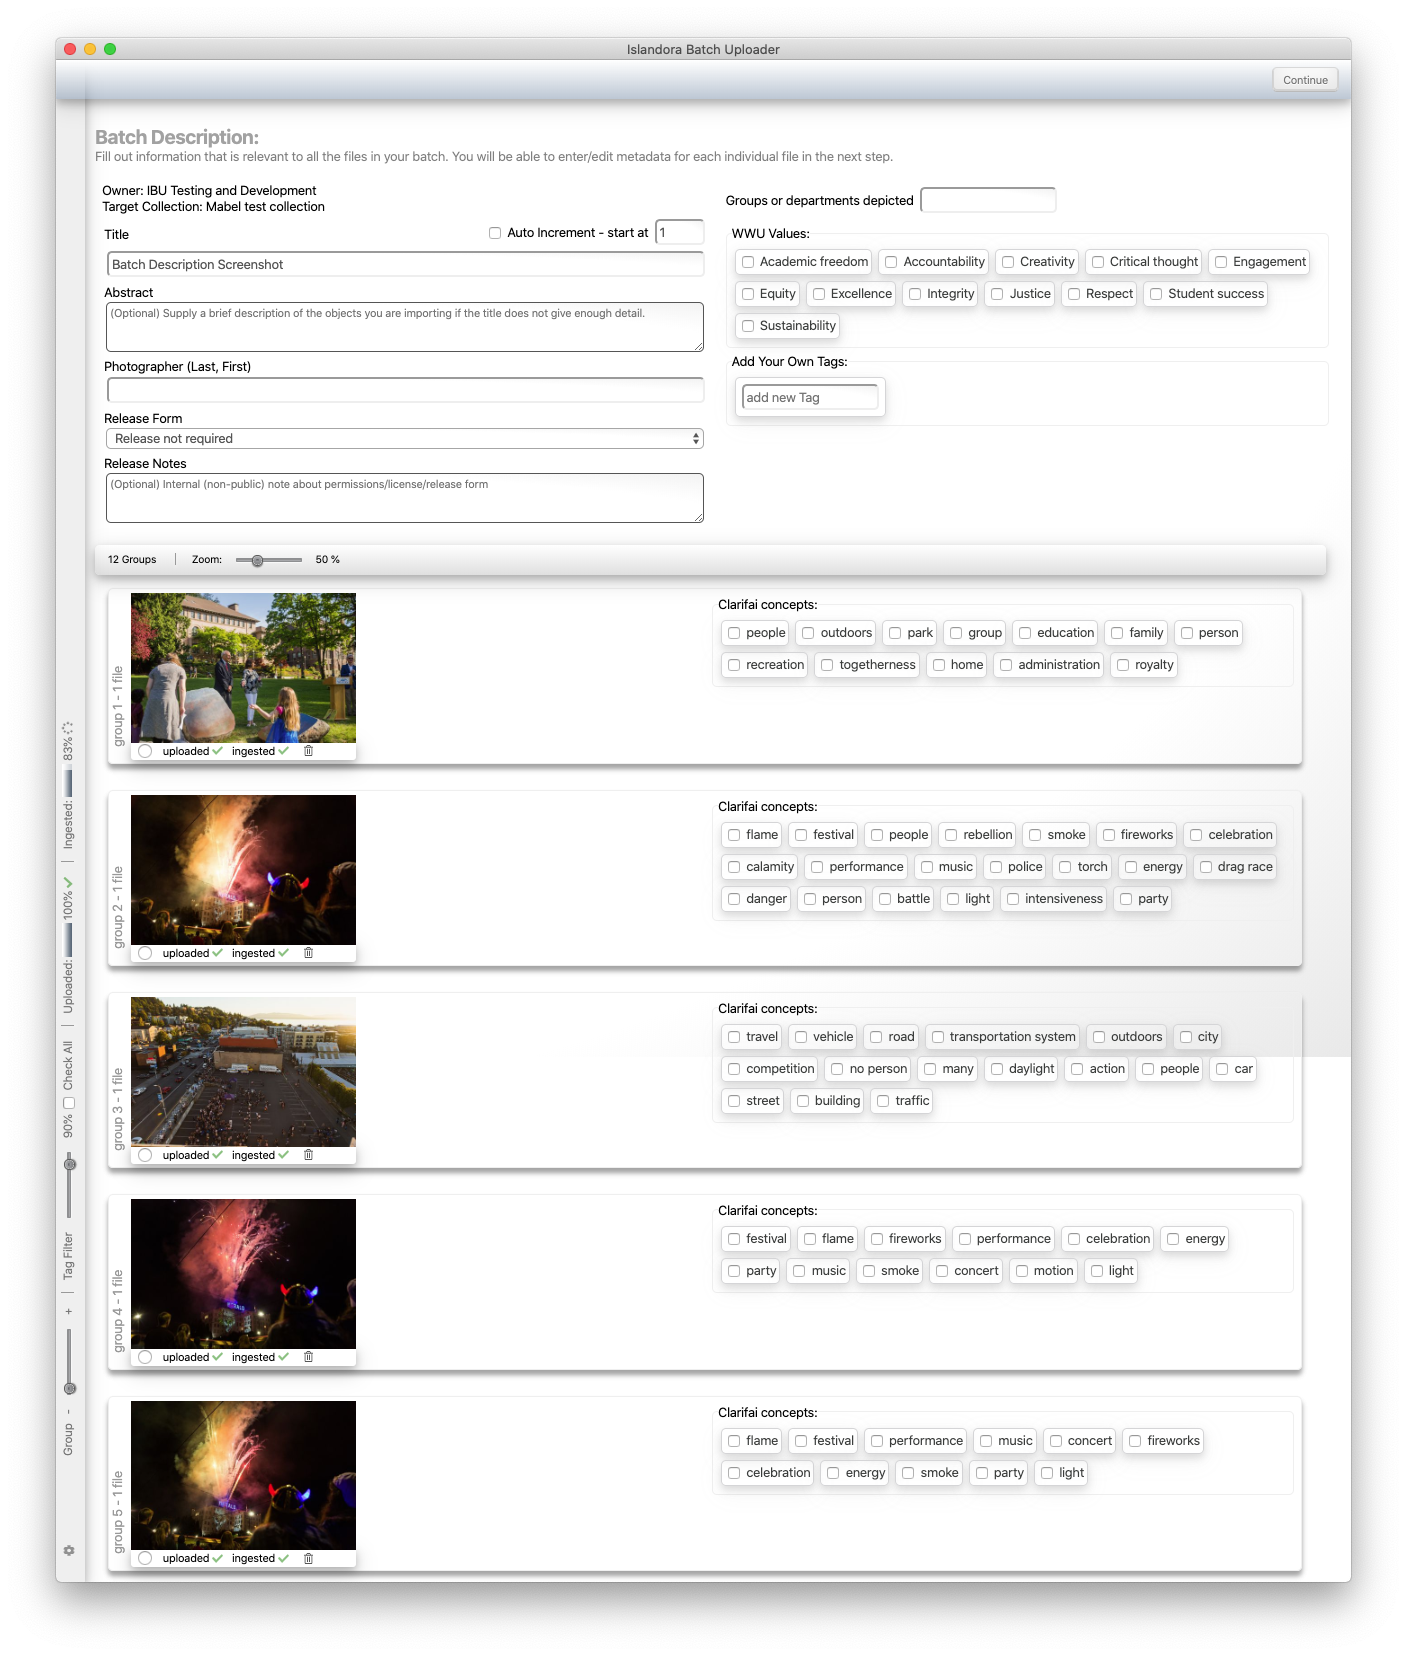 Islandora Batch Uploader
Continue
Batch Description:
Fill out information that is relevant to all the files in your batch. You will be able to enter/edit metadata for each individual file in the next step.
Owner: IBU Testing and Development
Target Collection: Mabel test collection
Title
Auto Increment - start at 1
Batch Description Screenshot
Abstract
(Optional) Supply a brief description of the objects you are importing if the title does not give enough detail.
Photographer (Last, First)
Release Form
Release not required
Release Notes
(Optional) Internal (non-public) note about permissions/license/release form
Groups or departments depicted
WWU Values:
Academic freedom Accountability Creativity Critical thought Engagement
Equity Excellence Integrity Justice Respect Student success
Sustainability
Add Your Own Tags:
add new Tag
12 Groups Zoom: 50 %
group 1 - 1 file
uploaded ingested
Clarifai concepts:
people outdoors park group education family person
recreation togetherness home administration royalty
group 2 - 1 file
uploaded ingested
Clarifai concepts:
flame festival people rebellion smoke fireworks celebration
calamity performance music police torch energy drag race
danger person battle light intensiveness party
group 3 - 1 file
uploaded ingested
Clarifai concepts:
travel vehicle road transportation system outdoors city
competition no person many daylight action people car
street building traffic
group 4 - 1 file
uploaded ingested
Clarifai concepts:
festival flame fireworks performance celebration energy
party music smoke concert motion light
group 5 - 1 file
uploaded ingested
Clarifai concepts:
flame festival performance music concert fireworks
celebration energy smoke party light
Group - + | Tag Filter 90% Check All | Uploaded: 100% | Ingested: 83%